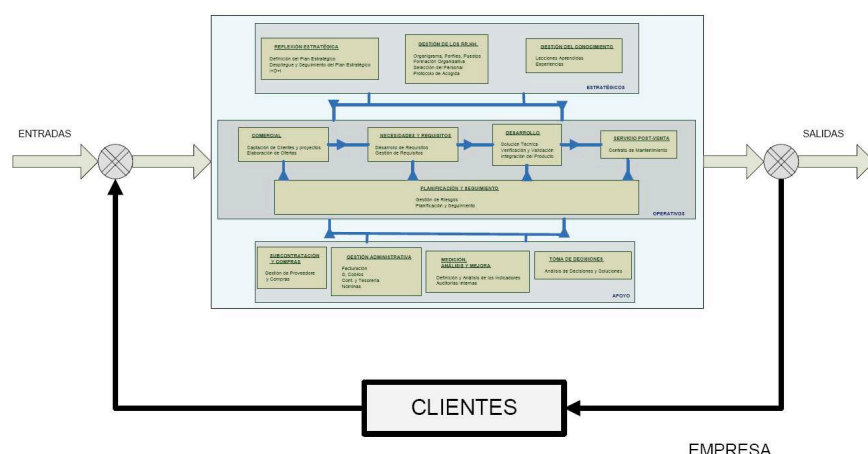 REFLEXIÓN ESTRATÉGICA
Definición del Plan Estratégico
Despliegue y Seguimiento del Plan Estratégico
I+D+I
GESTIÓN DE LOS RR.HH.
Organigrama, Perfiles, Puestos
Formación Organizativa
Selección del Personal
Protocolo de Acogida
GESTIÓN DEL CONOCIMIENTO
Lecciones Aprendidas
Experiencias
ESTRATÉGICOS
ENTRADAS
COMERCIAL
Captación de Clientes y proyectos
Elaboración de Ofertas
NECESIDADES Y REQUISITOS
Desarrollo de Requisitos
Gestión de Requisitos
DESARROLLO
Solución Técnica
Verificación y Validación
Integración del Producto
SERVICIO POST-VENTA
Contrato de Mantenimiento
SALIDAS
PLANIFICACIÓN Y SEGUIMIENTO
Gestión de Riesgos
Planificación y Seguimiento
OPERATIVOS
SUBCONTRATACIÓN
Y COMPRAS
Gestión de Proveedore
y Compras
GESTIÓN ADMINISTRATIVA
Facturación
G. Cobros
Cont. y Tesorería
Nóminas
MEDICIÓN,
ANÁLISIS Y MEJORA
Definición y Análisis de los Indicadores
Auditorías Internas
TOMA DE DECISIONES
Análisis de Decisiones y Soluciones
APOYO
CLIENTES
EMPRESA